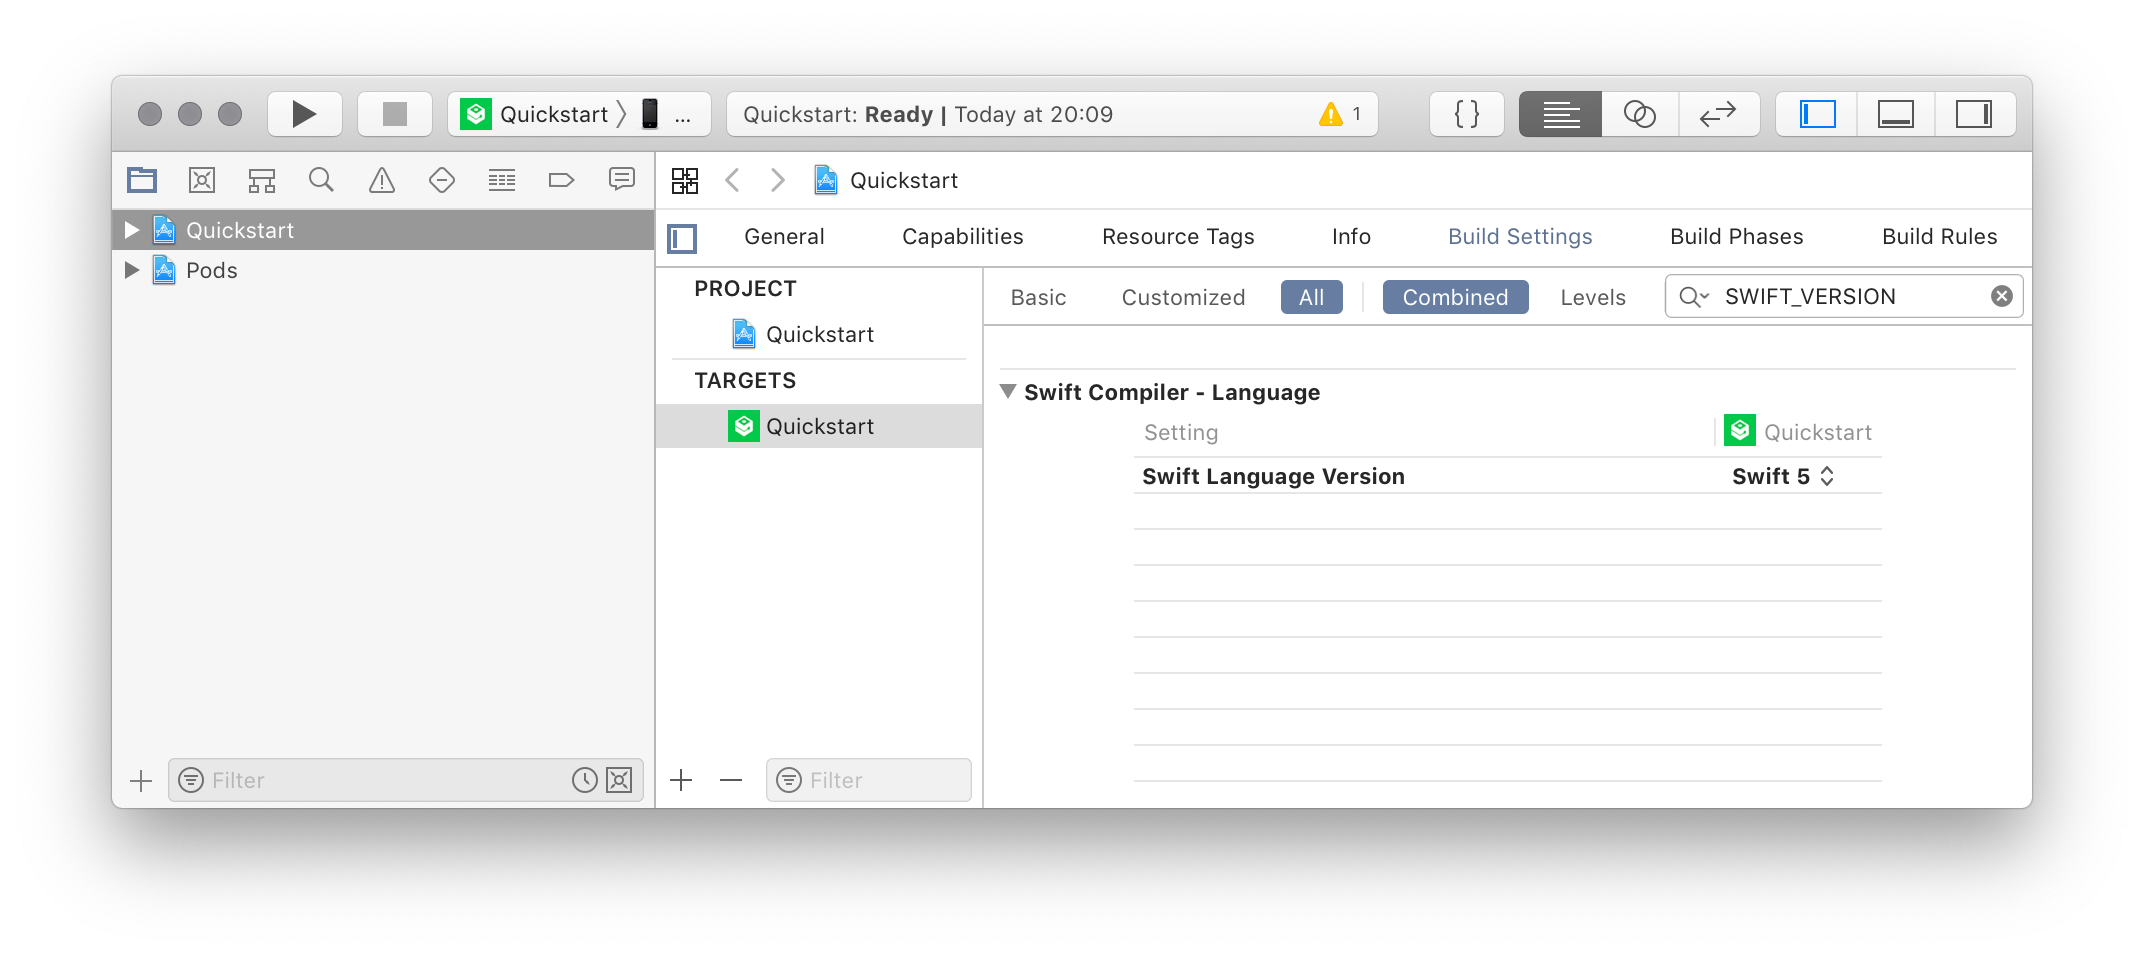 Quickstart ...
Quickstart: Ready | Today at 20:09
1
{ }
Quickstart
Pods
Filter
Quickstart
General Capabilities Resource Tags Info Build Settings Build Phases Build Rules
PROJECT
Quickstart
TARGETS
Quickstart
Filter
Basic Customized All Combined Levels SWIFT_VERSION
Swift Compiler - Language
Setting Quickstart
Swift Language Version Swift 5